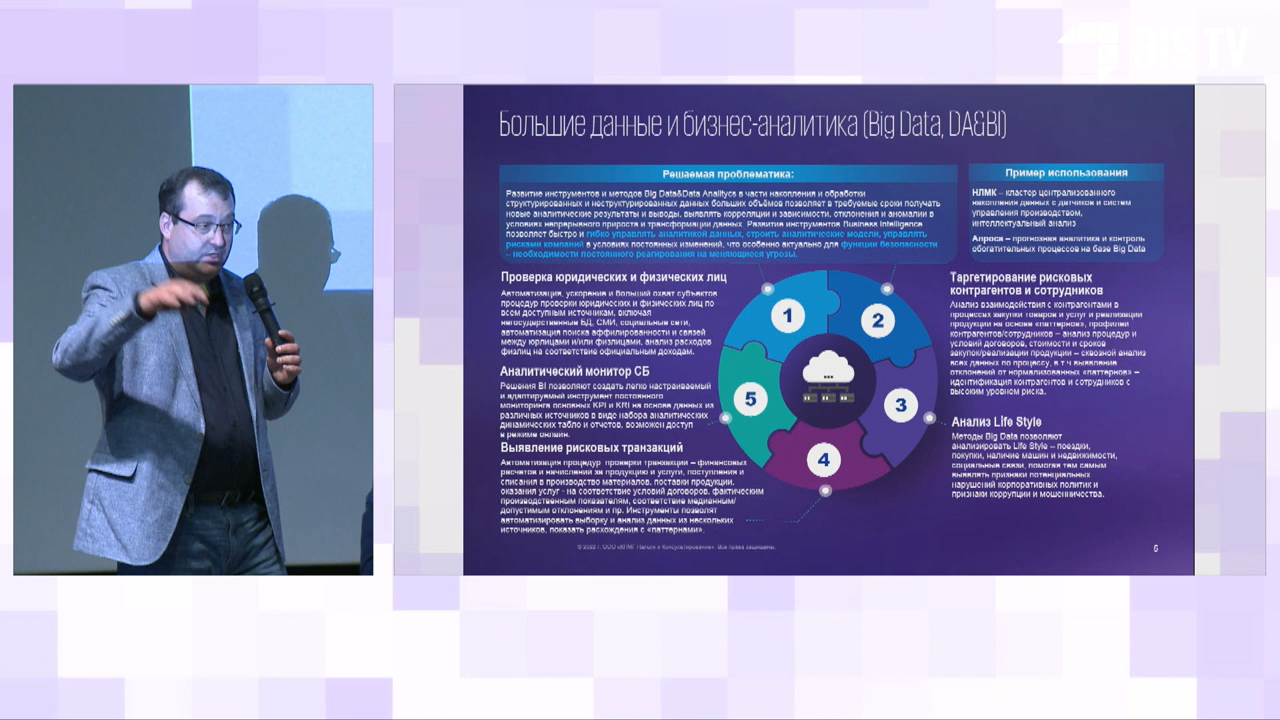 BIS TV
Большие данные и бизнес-аналитика (Big Data, DA&BI)
Решаемая проблематика:
Развитие инструментов и методов Big Data&Data Analitycs в части накопления и обработки
структурированных и неструктурированных данных больших объёмов позволяет в требуемые сроки получать
новые аналитические результаты и выводы, выявлять корреляции и зависимости, отклонения и аномалии в
условиях непрерывного прироста и трансформации данных. Развитие инструментов Business Intelligence
позволяет быстро и гибко управлять аналитикой данных, строить аналитические модели, управлять
рисками компаний в условиях постоянных изменений, что особенно актуально для функции безопасности
– необходимости постоянного реагирования на меняющиеся угрозы.
Пример использования
НЛМК – кластер централизованного
накопления данных с датчиков и систем
управления производством,
интеллектуальный анализ
Алроса – прогнозная аналитика и контроль
обогатительных процессов на базе Big Data
Проверка юридических и физических лиц
Автоматизация, ускорение и больший охват субъектов
процедур проверки юридических и физических лиц по
всем доступным источникам, включая
негосударственные БД, СМИ, социальные сети,
автоматизация поиска аффилированности и связей
между юрлицами и/или физлицами, анализ расходов
физлиц на соответствие официальным доходам.
Аналитический монитор СБ
Решения BI позволяют создать легко настраиваемый
и адаптируемый инструмент постоянного
мониторинга основных KPI и KRI на основе данных из
различных источников в виде набора аналитических
динамических табло и отчетов, возможен доступ
в режиме онлайн.
Выявление рисковых транзакций
Автоматизация процедур проверки транзакции – финансовых
расчетов и начислений за продукцию и услуги, поступления и
списания в производство материалов, поставки продукции,
оказания услуг - на соответствие условий договоров, фактическим
производственным показателям, соответствие медианным/
допустимым отклонениям и пр. Инструменты позволят
автоматизировать выборку и анализ данных из нескольких
источников, показать расхождения с «паттернами».
1
2
3
4
5
Таргетирование рисковых
контрагентов и сотрудников
Анализ взаимодействия с контрагентами в
процессах закупки товаров и услуг и реализации
продукции на основе «паттернов», профилей
контрагентов/сотрудников – анализ процедур и
условий договоров, стоимости и сроков
закупок/реализации продукции – сквозной анализ
всех данных по процессу, в т.ч выявление
отклонений от нормализованных «паттернов» –
идентификация контрагентов и сотрудников с
высоким уровнем риска.
Анализ Life Style
Методы Big Data позволяют
анализировать Life Style – поездки,
покупки, наличие машин и недвижимости,
социальные связи, помогая тем самым
выявлять признаки потенциальных
нарушений корпоративных политик и
признаки коррупции и мошенничества.
© 2022 г. ООО «КПМГ Налоги и Консультирование». Все права защищены.
6